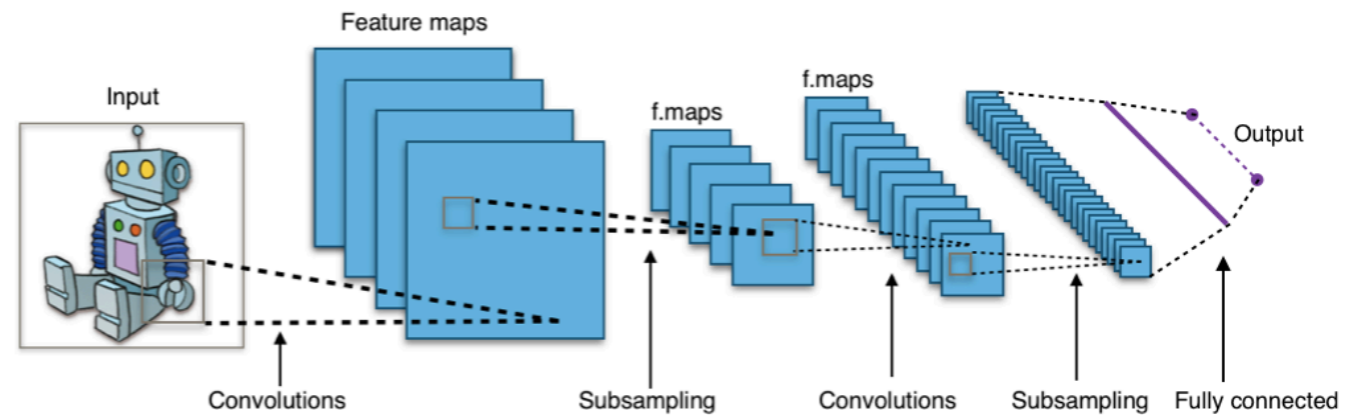 Feature maps
Input
f.maps
f.maps
Output
Convolutions
Subsampling
Convolutions
Subsampling
Fully connected